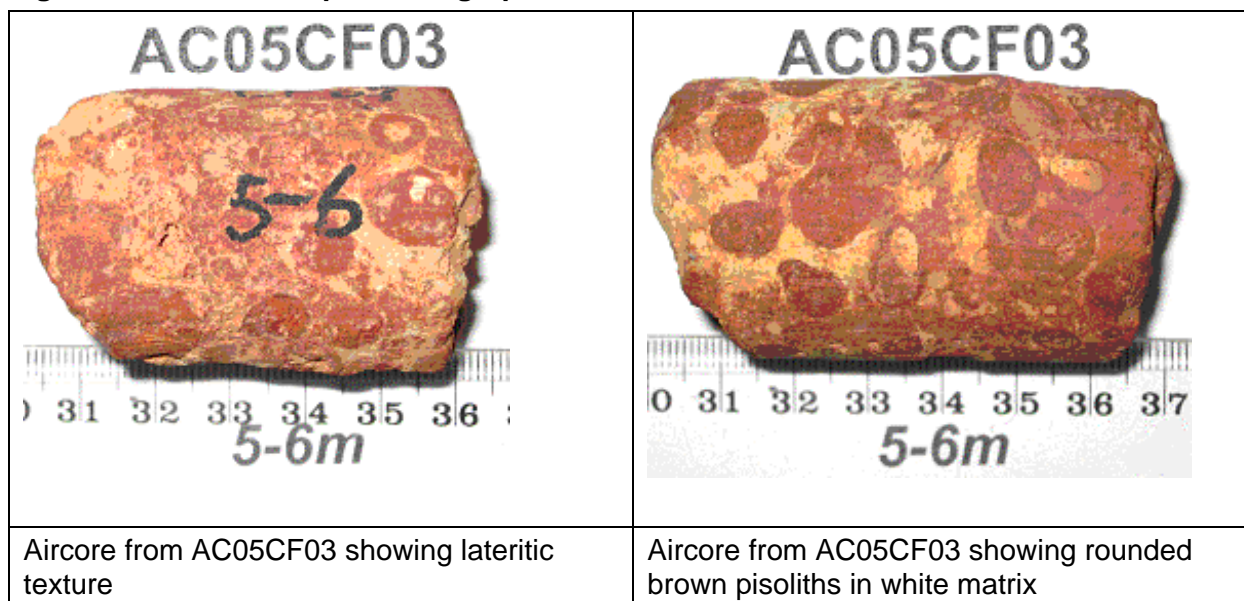 AC05CF03
5-6
31 32 33 34 35 36
5-6m
Aircore from AC05CF03 showing lateritic
texture
AC05CF03
0 31 32 33 34 35 36 37
5-6m
Aircore from AC05CF03 showing rounded
brown pisoliths in white matrix